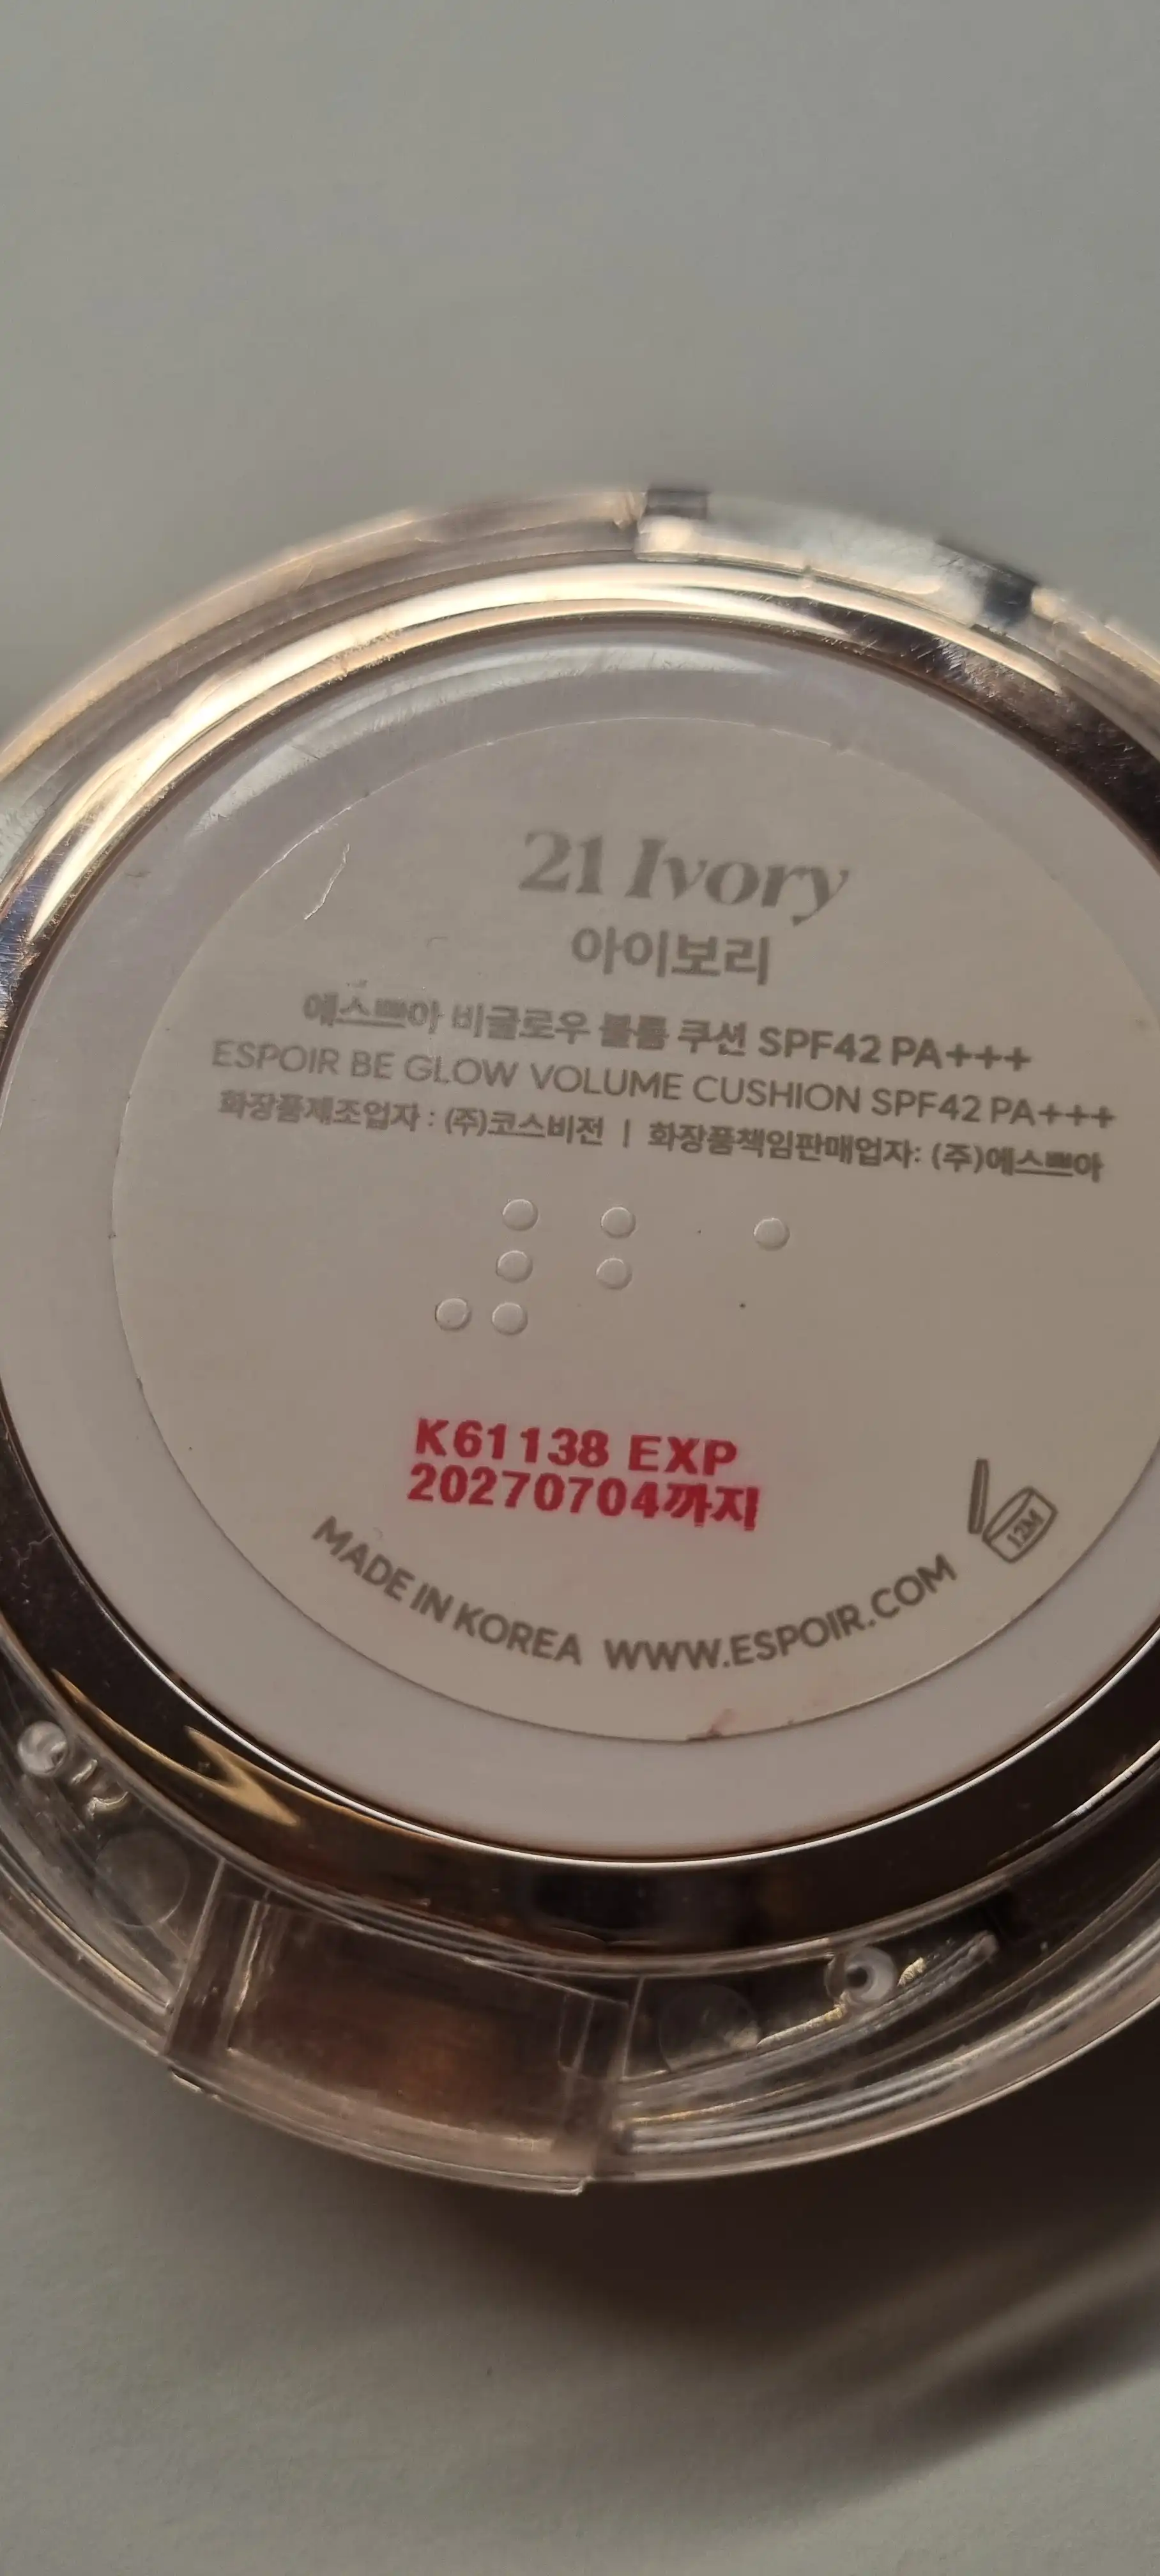 21 Ivory
아이보리
에스쁘아 비글로우 볼륨 쿠션 SPF42 PA+++
ESPOIR BE GLOW VOLUME CUSHION SPF42 PA+++
화장품제조업자 : (주)코스비전 | 화장품책임판매업자: (주)에스쁘아
K61138 EXP
20270704까지
12M
MADE IN KOREA WWW.ESPOIR.COM